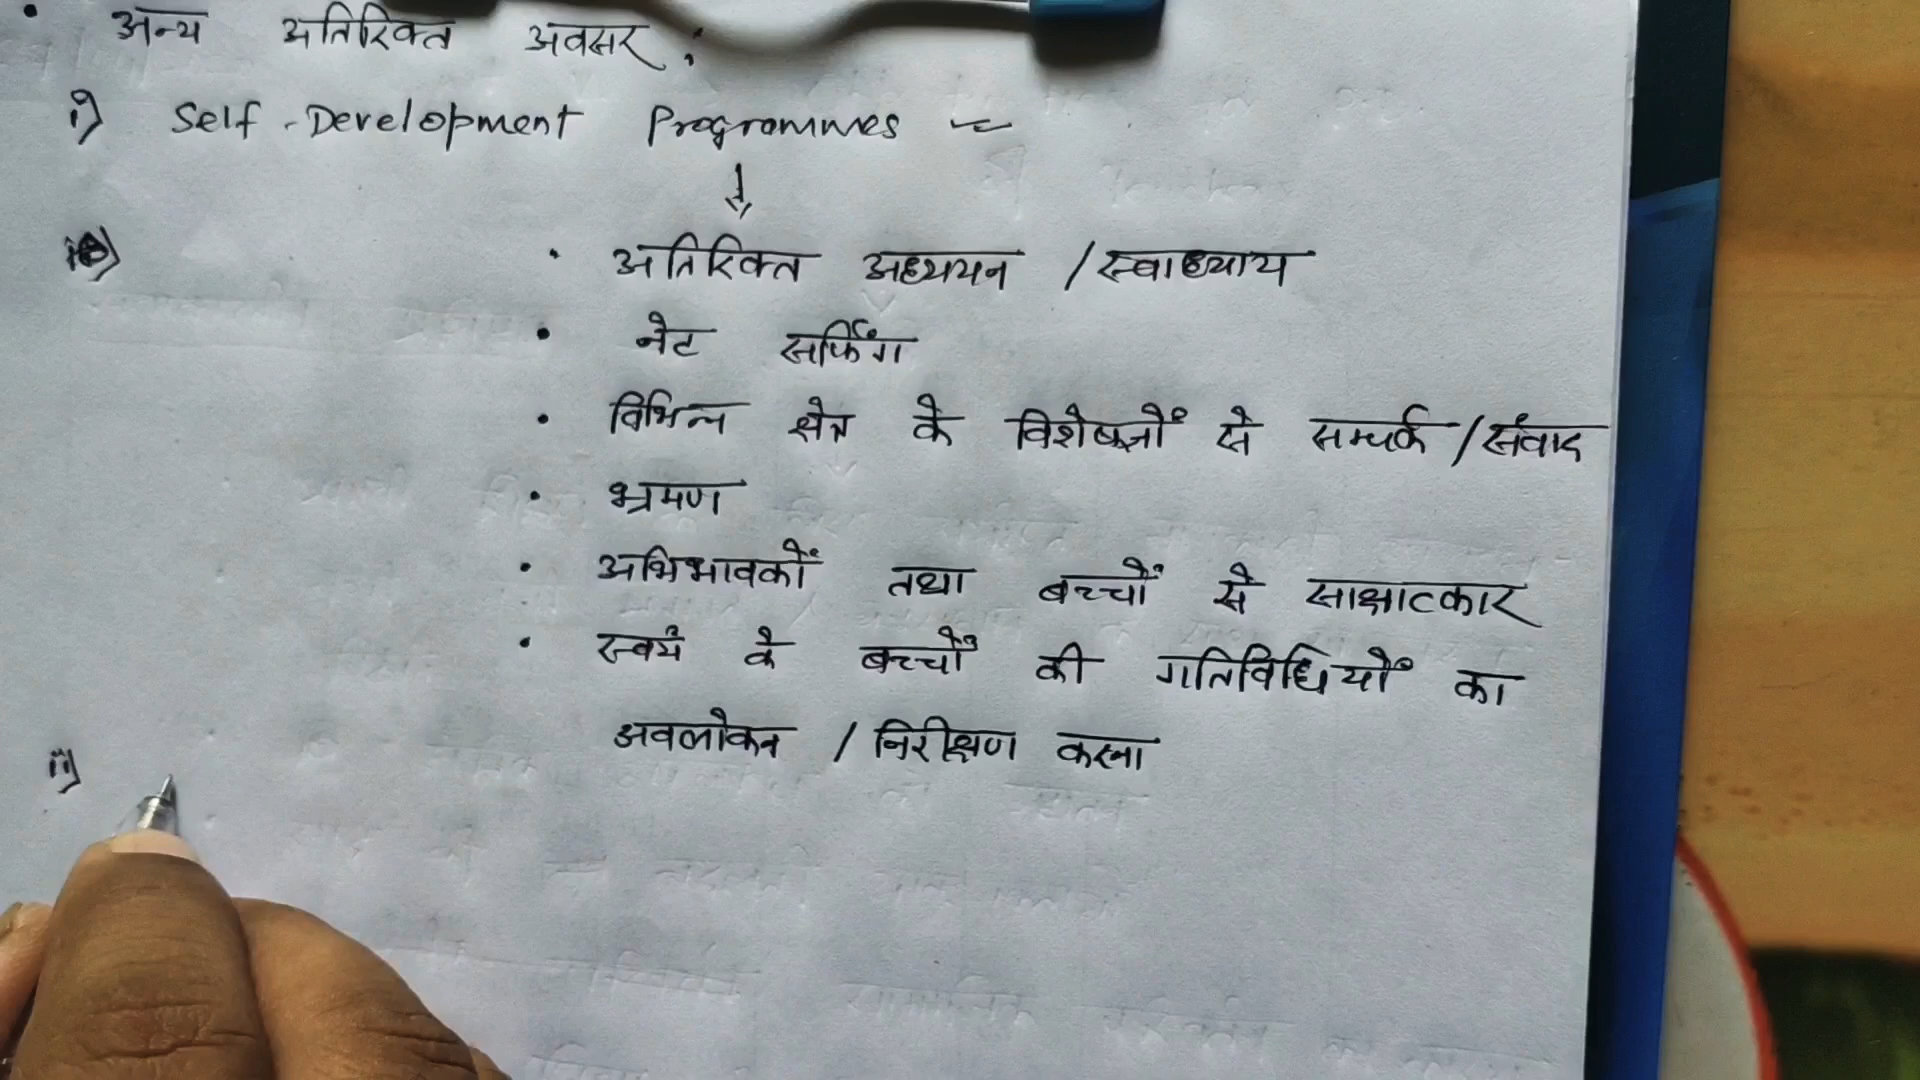 • अन्य अतिरिक्त अवसर :
i) Self-Development Programmes
• अतिरिक्त अध्ययन / स्वाध्याय
• नेट सर्फिंग
• विभिन्न क्षेत्र के विशेषज्ञों से सम्पर्क / संवाद
• भ्रमण
• अभिभावकों तथा बच्चों से साक्षाटकार
• स्वयं के बच्चों की गतिविधियों का
अवलोकन / निरीक्षण करना
ii)